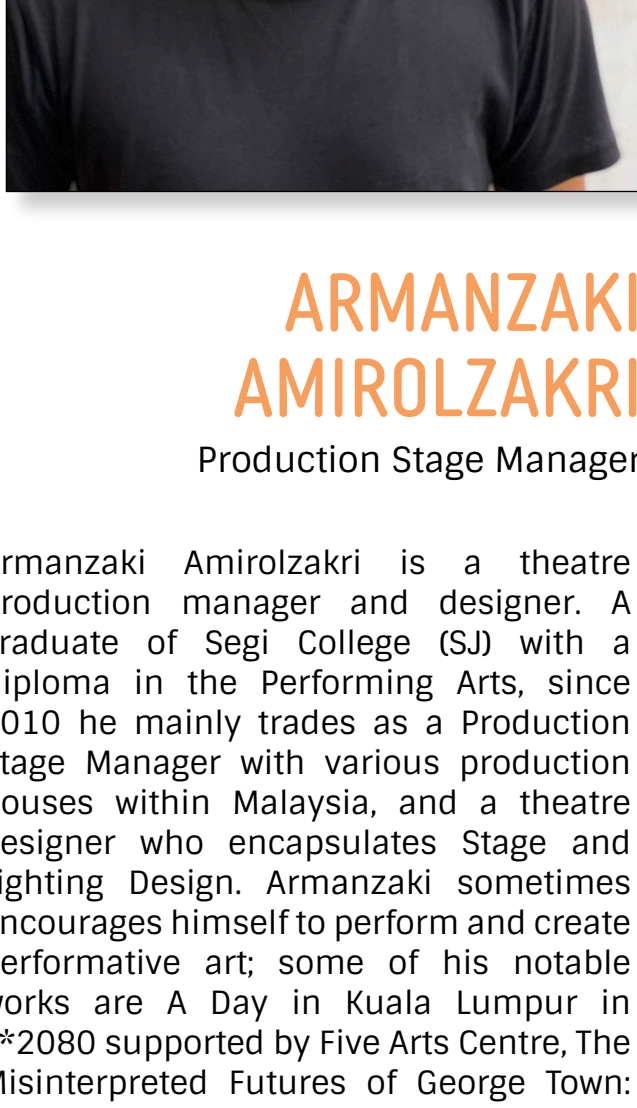 ARMANZAKI
AMIROLZAKRI
Production Stage Manager
rmanzaki Amirolzakri is a theatre
roduction manager and designer. A
raduate of Segi College (SJ) with a
iploma in the Performing Arts, since
010 he mainly trades as a Production
tage Manager with various production
ouses within Malaysia, and a theatre
esigner who encapsulates Stage and
ighting Design. Armanzaki sometimes
ncourages himself to perform and create
erformative art; some of his notable
works are A Day in Kuala Lumpur in
*2080 supported by Five Arts Centre, The
Misinterpreted Futures of George Town: